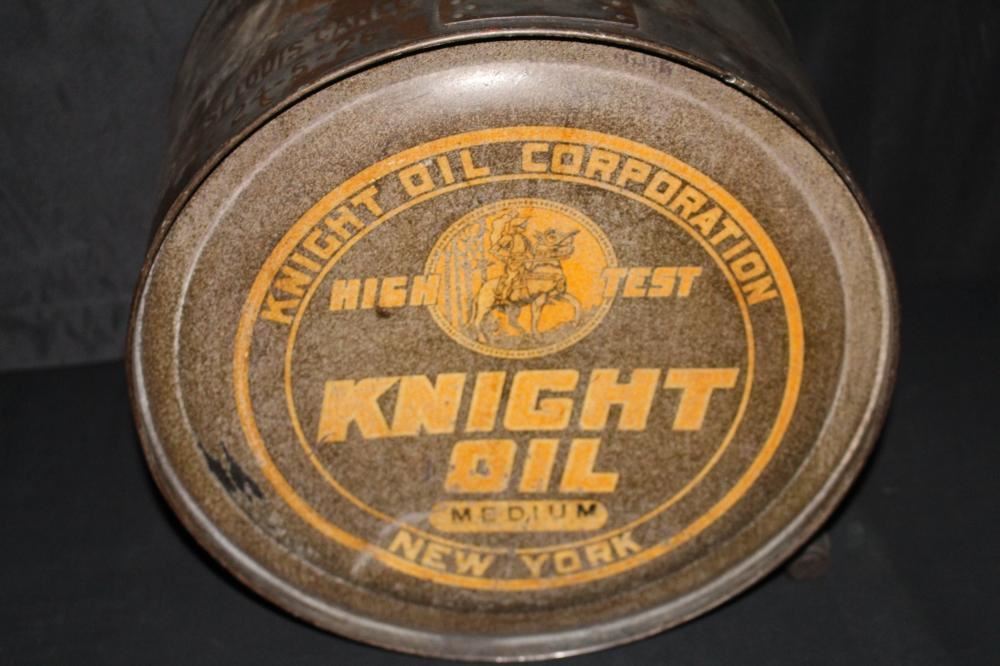 KNIGHT OIL CORPORATION
HIGH TEST
KNIGHT
OIL
MEDIUM
NEW YORK